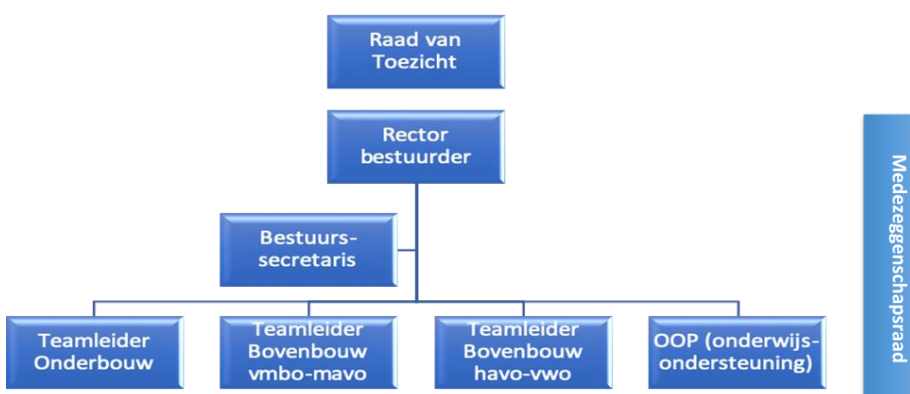 Raad van
Toezicht
Rector
bestuurder
Bestuurs-
secretaris
Teamleider
Onderbouw
Teamleider
Bovenbouw
vmbo-mavo
Teamleider
Bovenbouw
havo-vwo
OOP (onderwijs-
ondersteuning)
Medezeggenschapsraad